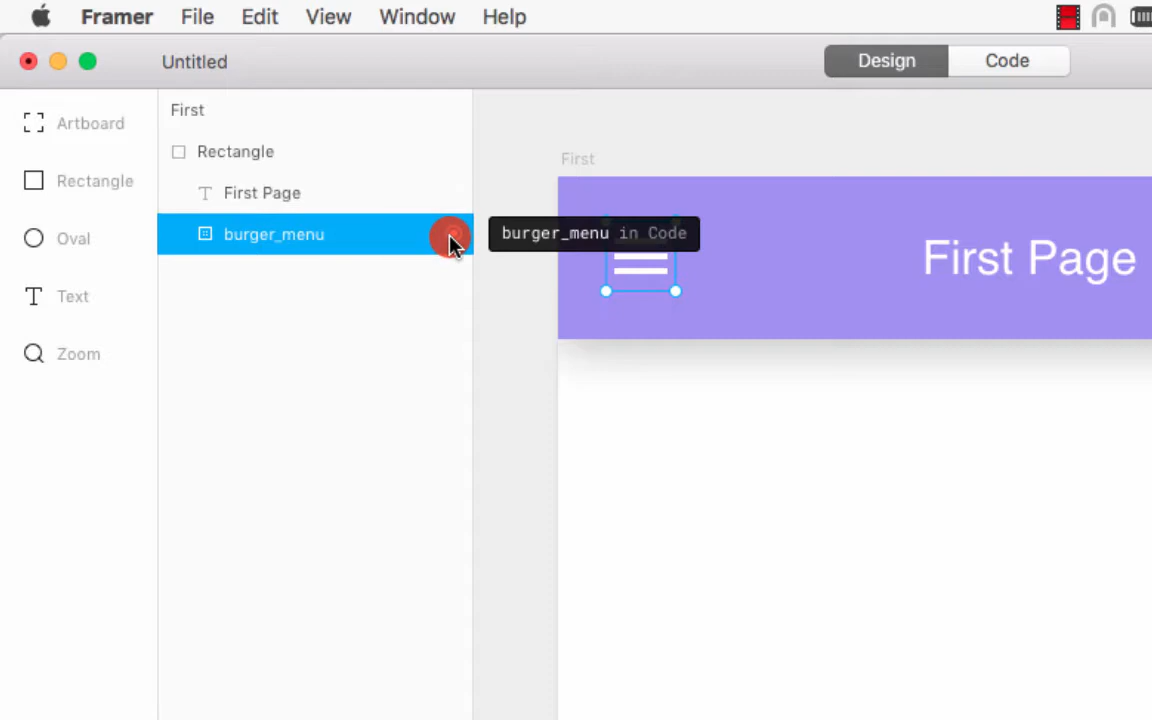 Framer File Edit View Window Help
Untitled
Design Code
Artboard
Rectangle
Oval
Text
Zoom
First
Rectangle
First Page
burger_menu
burger_menu in Code
First
First Page